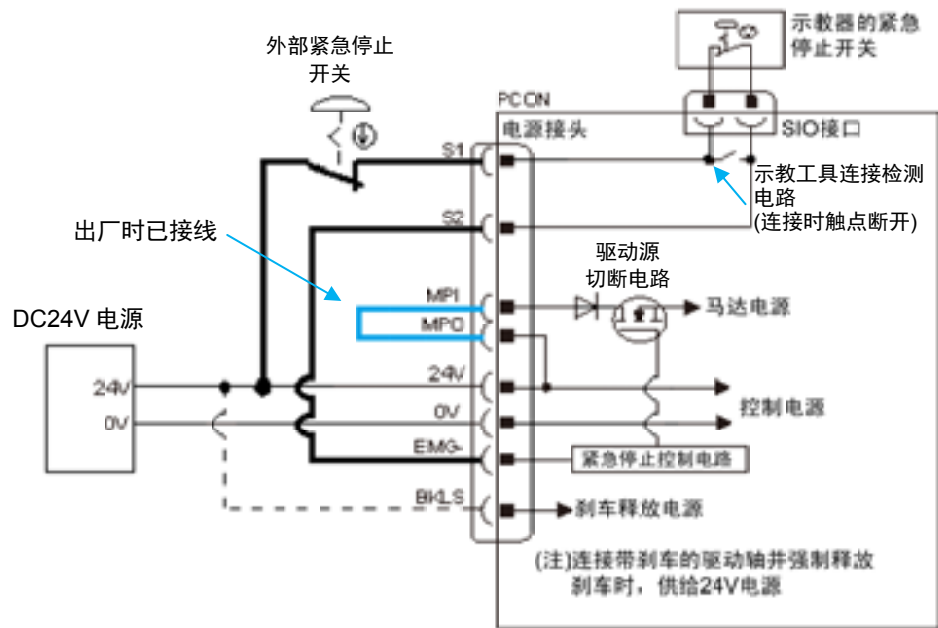 示教器的紧急
停止开关
外部紧急停止
开关
PCON
电源接头
SIO接口
S1
示教工具连接检测
电路
(连接时触点断开)
S2
出厂时已接线
驱动源
切断电路
MPI
马达电源
DC24V 电源
MPO
24V
24V
控制电源
0V
0V
EMG-
紧急停止控制电路
BKLS
刹车释放电源
(注)连接带刹车的驱动轴并强制释放
刹车时，供给24V电源